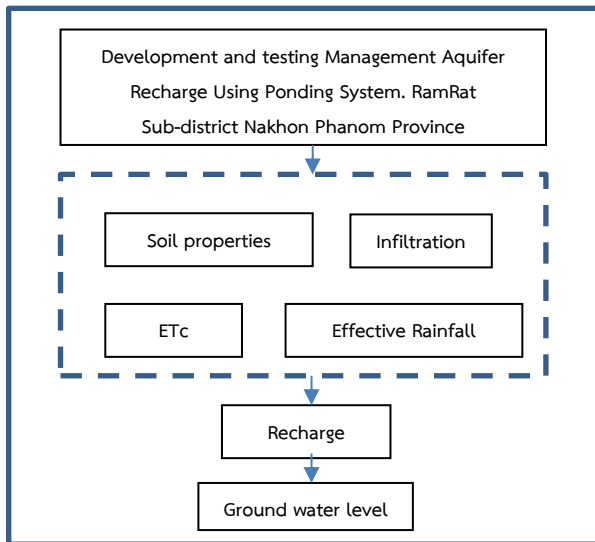 Development and testing Management Aquifer
Recharge Using Ponding System. RamRat
Sub-district Nakhon Phanom Province
Soil properties
Infiltration
ETc
Effective Rainfall
Recharge
Ground water level